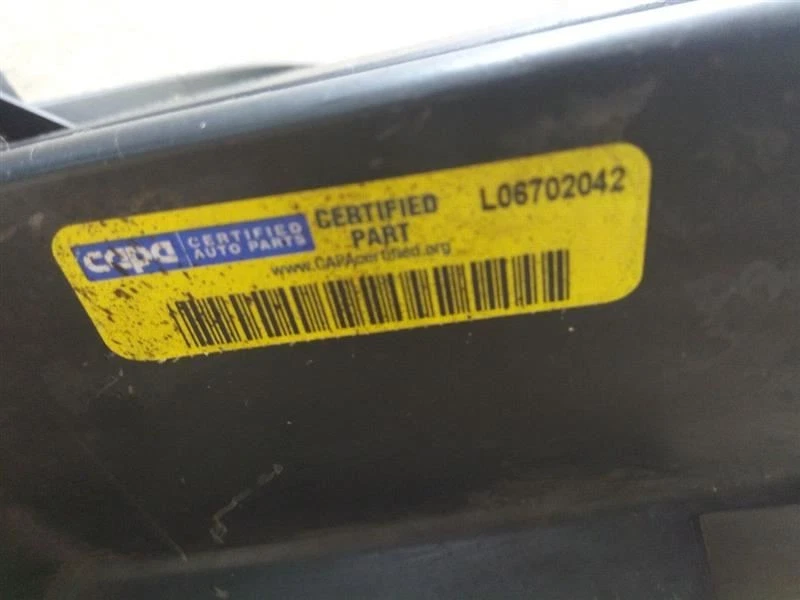 capa CERTIFIED AUTO PARTS
CERTIFIED PART
L06702042
www.CAPAcertified.org